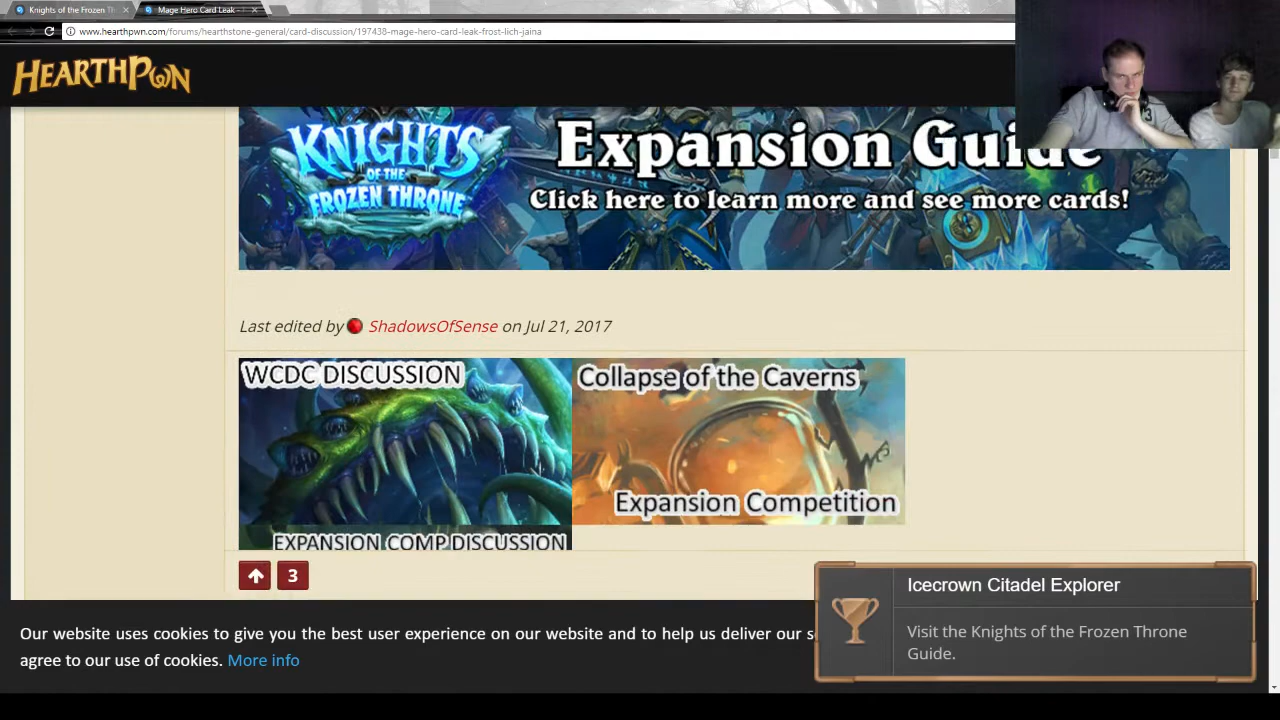 Knights of the Frozen Th
Mage Hero Card Leak -
www.hearthpwn.com/forums/hearthstone-general/card-discussion/197438-mage-hero-card-leak-frost-lich-jaina
HEARTHPWN
KNIGHTS
OF THE
FROZEN THRONE
Expansion Guide
Click here to learn more and see more cards!
Last edited by ShadowsOfSense on Jul 21, 2017
WCDC DISCUSSION
Collapse of the Caverns
Expansion Competition
EXPANSION COMP DISCUSSION
3
Icecrown Citadel Explorer
Visit the Knights of the Frozen Throne
Guide.
Our website uses cookies to give you the best user experience on our website and to help us deliver our
agree to our use of cookies. More info